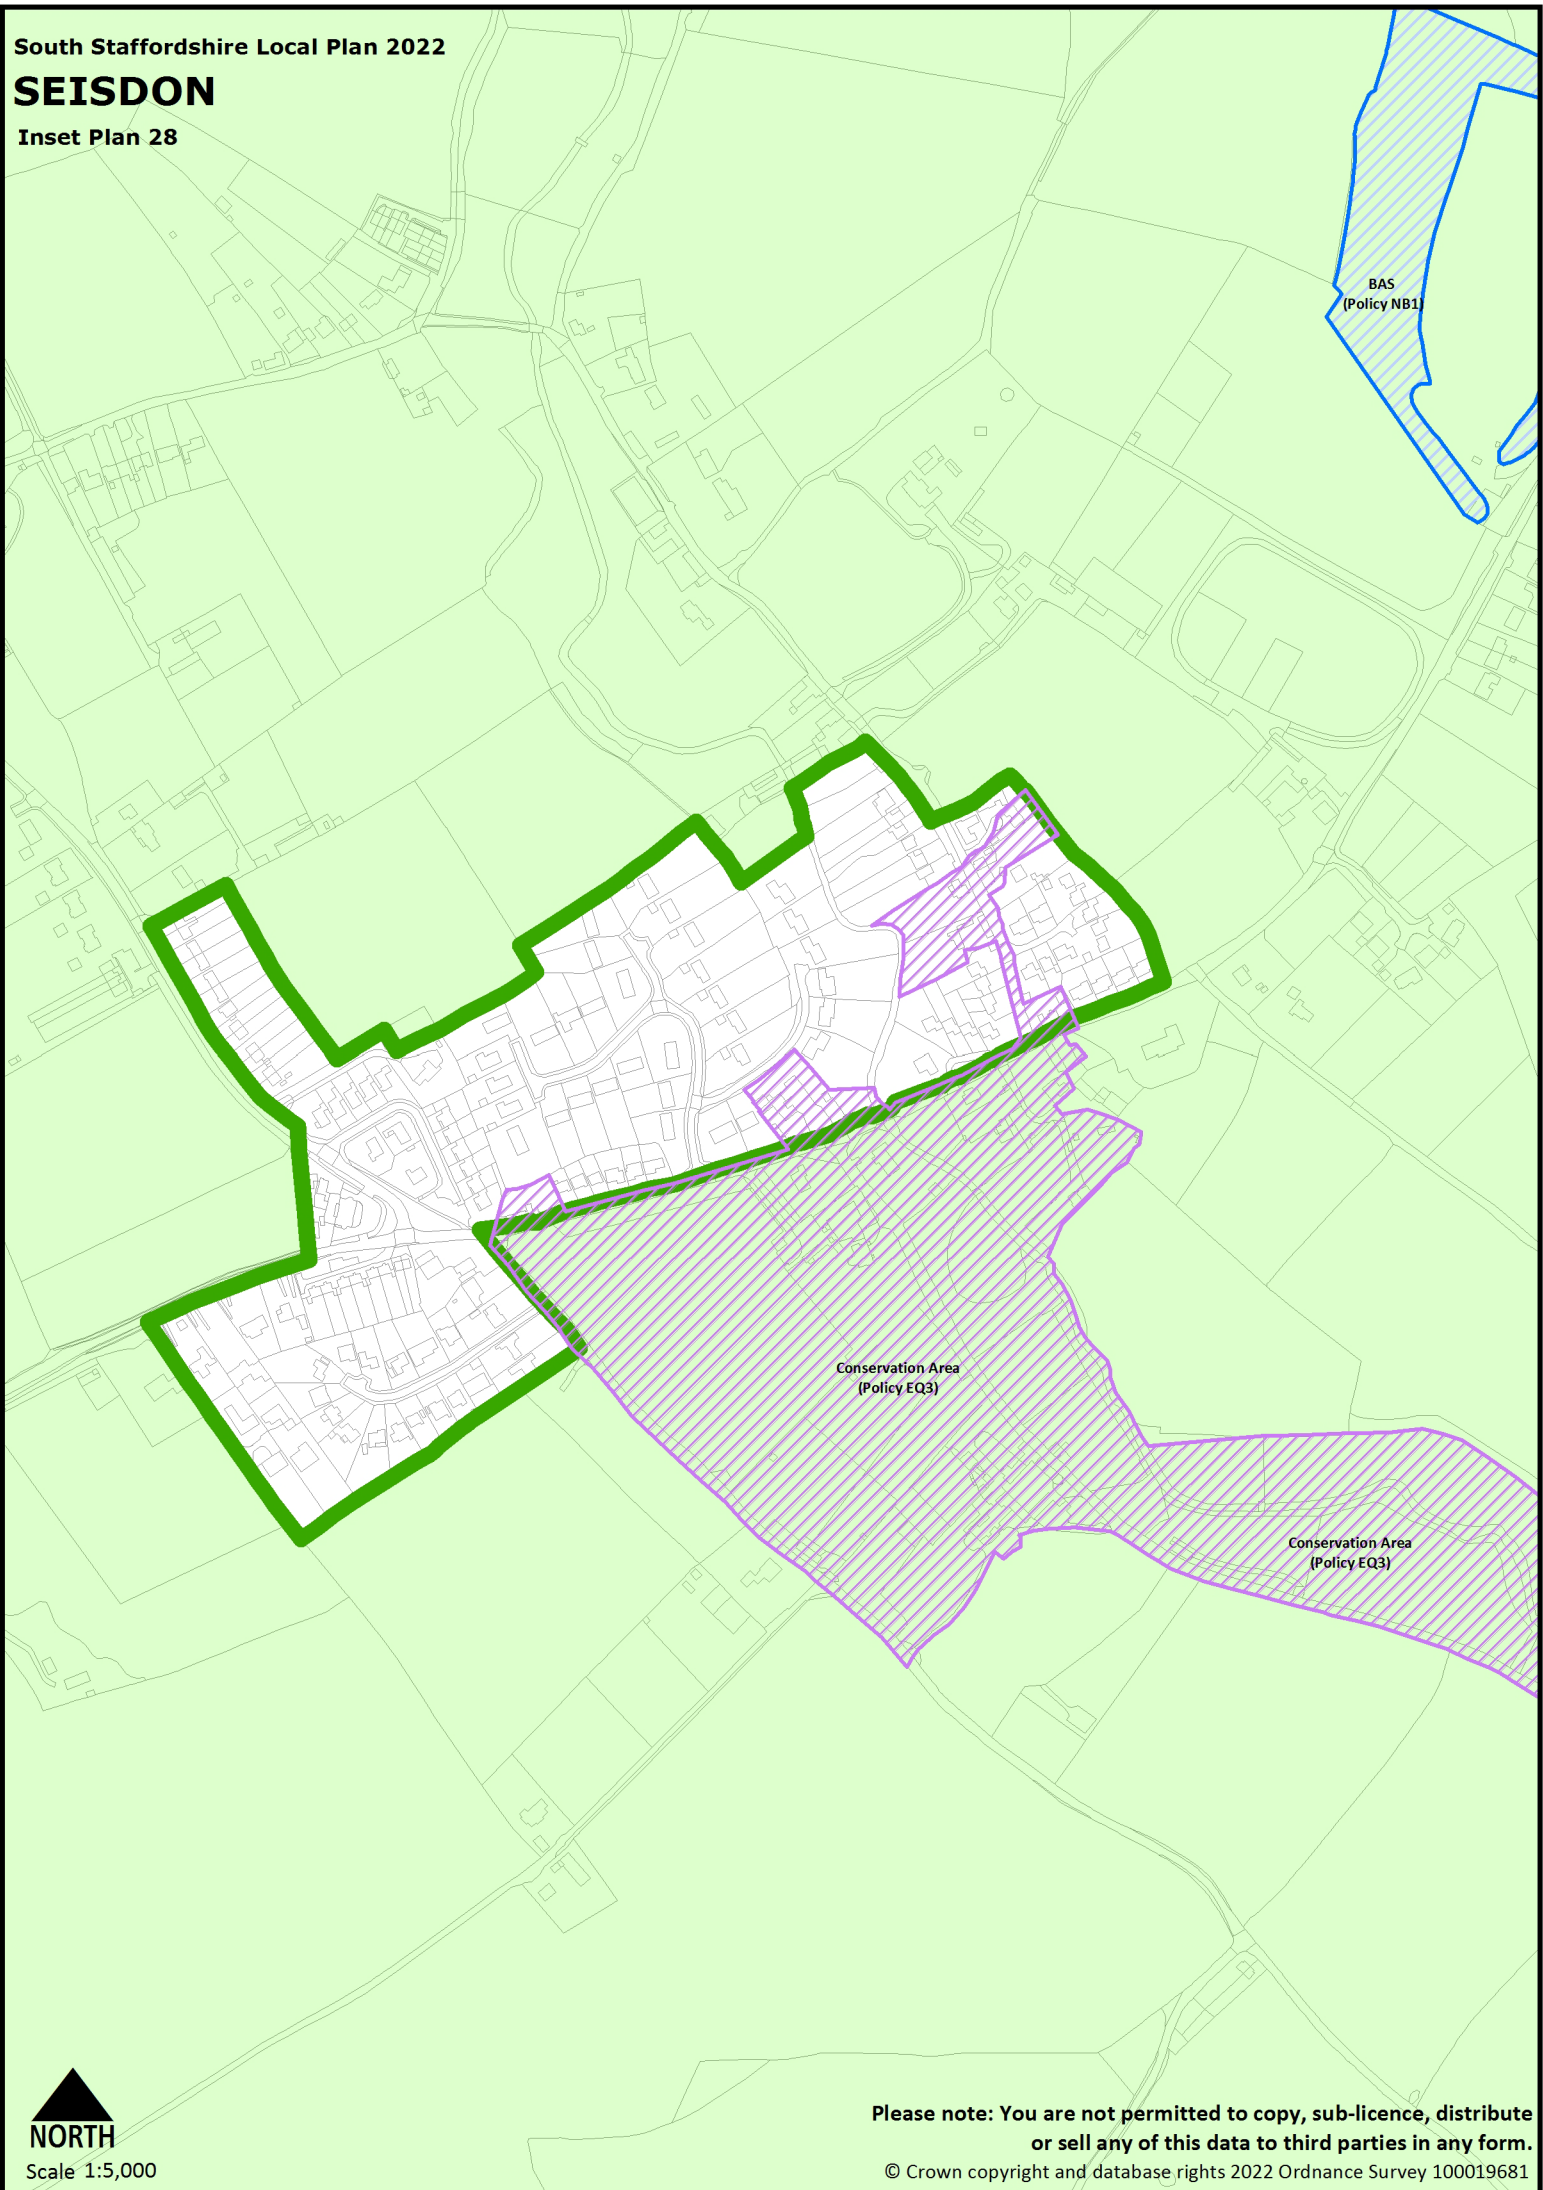 South Staffordshire Local Plan 2022
SEISDON
Inset Plan 28
BAS
(Policy NB1)
Conservation Area
(Policy EQ3)
Conservation Area
(Policy EQ3)
NORTH
Scale 1:5,000
Please note: You are not permitted to copy, sub-licence, distribute
or sell any of this data to third parties in any form.
© Crown copyright and database rights 2022 Ordnance Survey 100019681